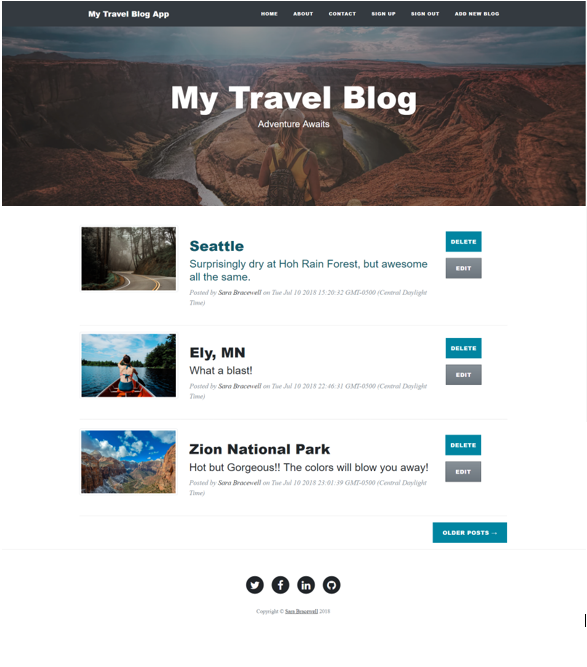 My Travel Blog App
HOME ABOUT CONTACT SIGN UP SIGN OUT ADD NEW BLOG
My Travel Blog
Adventure Awaits
Seattle
Surprisingly dry at Hoh Rain Forest, but awesome
all the same.
Posted by Sara Bracewell on Tue Jul 10 2018 15:20:32 GMT-0500 (Central Daylight
Time)
DELETE
EDIT
Ely, MN
What a blast!
Posted by Sara Bracewell on Tue Jul 10 2018 22:46:31 GMT-0500 (Central Daylight
Time)
DELETE
EDIT
Zion National Park
Hot but Gorgeous!! The colors will blow you away!
Posted by Sara Bracewell on Tue Jul 10 2018 23:01:39 GMT-0500 (Central Daylight
Time)
DELETE
EDIT
OLDER POSTS →
Copyright © Sara Bracewell 2018